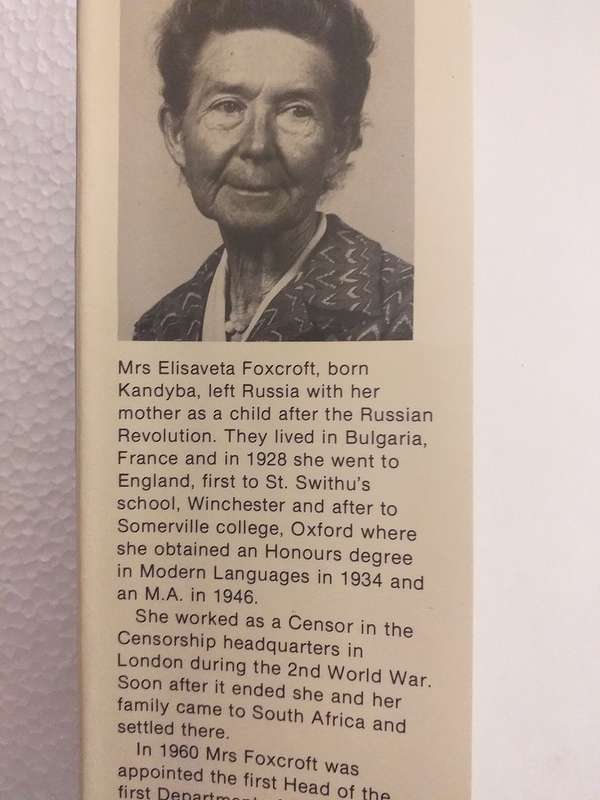 Mrs Elisaveta Foxcroft, born
Kandyba, left Russia with her
mother as a child after the Russian
Revolution. They lived in Bulgaria,
France and in 1928 she went to
England, first to St. Swithu's
school, Winchester and after to
Somerville college, Oxford where
she obtained an Honours degree
in Modern Languages in 1934 and
an M.A. in 1946.
She worked as a Censor in the
Censorship headquarters in
London during the 2nd World War.
Soon after it ended she and her
family came to South Africa and
settled there.
In 1960 Mrs Foxcroft was
appointed the first Head of the
first